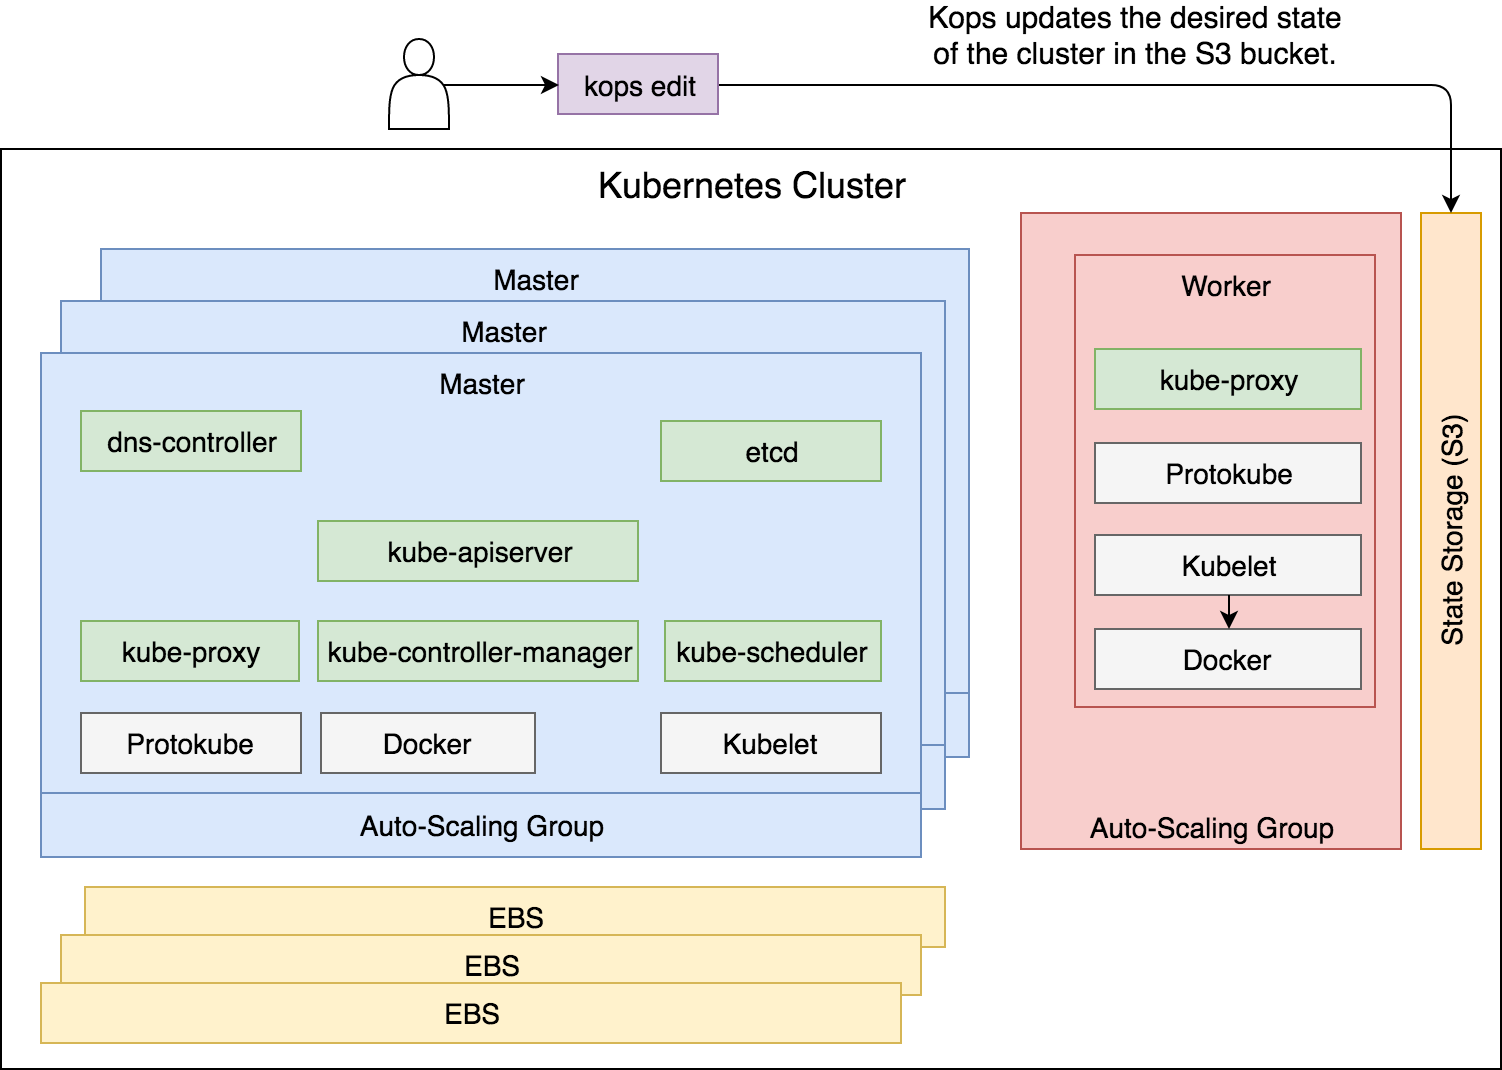 Kops updates the desired state
of the cluster in the S3 bucket.
kops edit
Kubernetes Cluster
Master
Master
Master
dns-controller
etcd
kube-apiserver
kube-proxy
kube-controller-manager
kube-scheduler
Protokube
Docker
Kubelet
Auto-Scaling Group
Worker
kube-proxy
Protokube
Kubelet
Docker
Auto-Scaling Group
State Storage (S3)
EBS
EBS
EBS